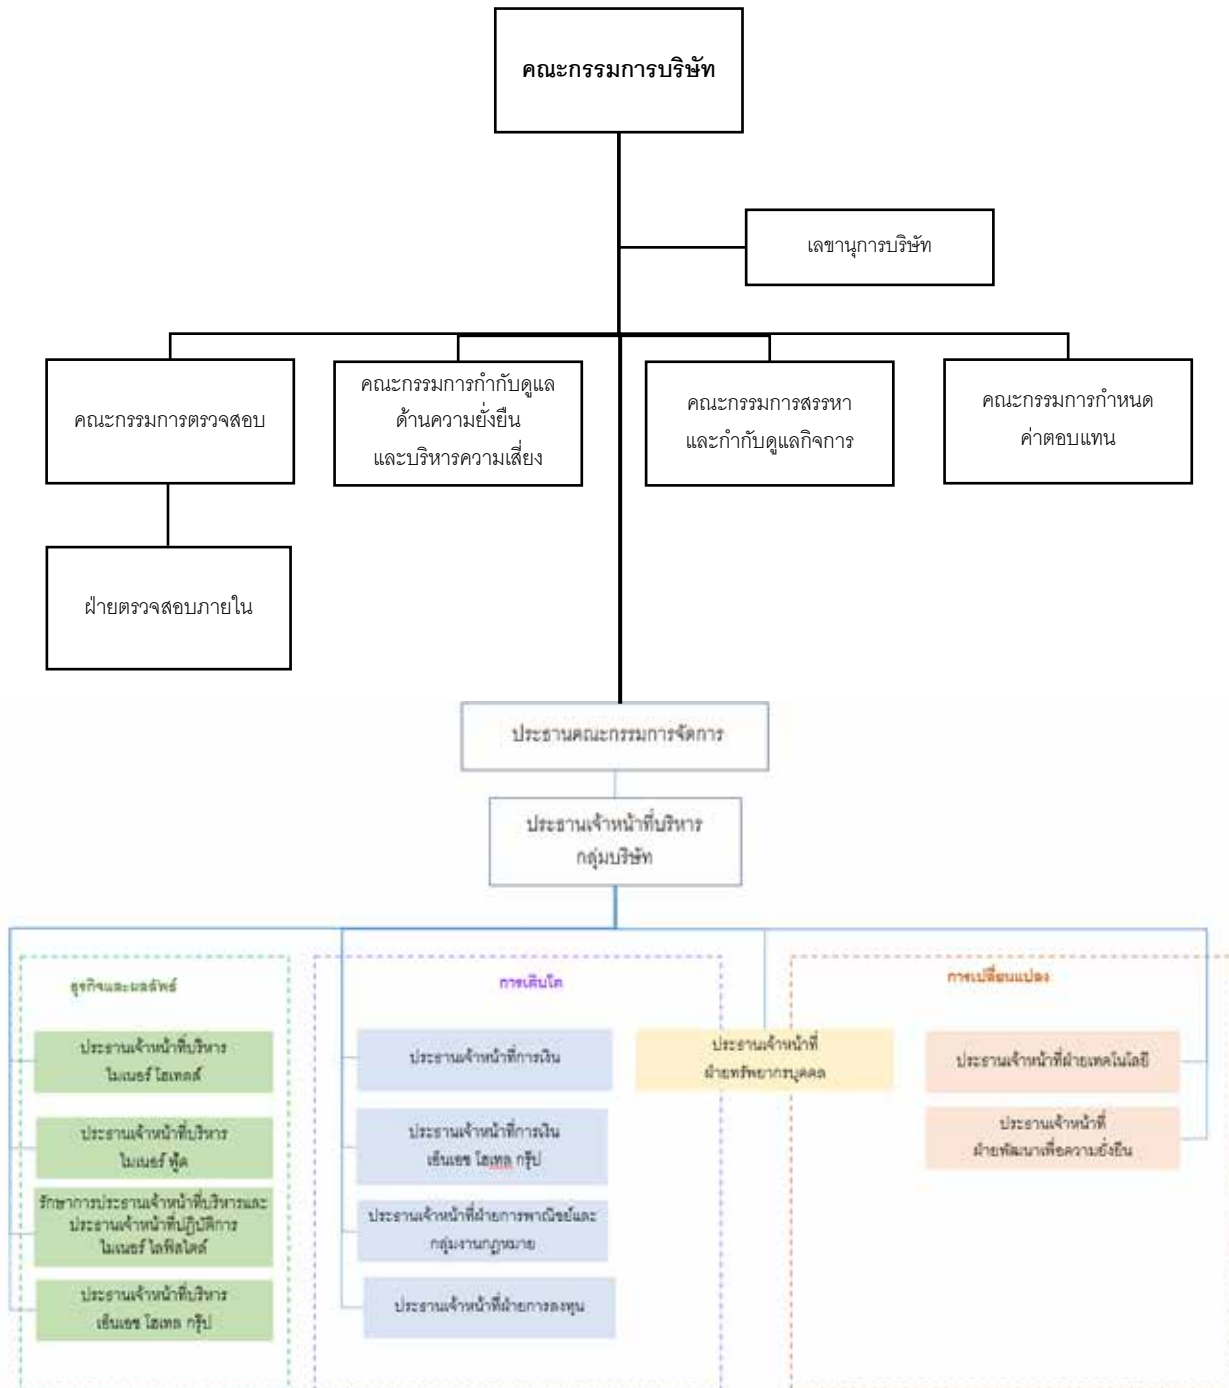 คณะกรรมการบริษัท
เลขานุการบริษัท
คณะกรรมการตรวจสอบ
คณะกรรมการกำกับดูแล
ด้านความยั่งยืน
และบริหารความเสี่ยง
คณะกรรมการสรรหา
และกำกับดูแลกิจการ
คณะกรรมการกำหนด
ค่าตอบแทน
ฝ่ายตรวจสอบภายใน
ประธานคณะกรรมการจัดการ
ประธานเจ้าหน้าที่บริหาร
กลุ่มบริษัท
ธุรกิจและผลลัพธ์
ประธานเจ้าหน้าที่บริหาร
ไมเนอร์ โฮเทลส์
ประธานเจ้าหน้าที่บริหาร
ไมเนอร์ ฟู้ด
รักษาการประธานเจ้าหน้าที่บริหารและ
ประธานเจ้าหน้าที่ปฏิบัติการ
ไมเนอร์ ไลฟ์สไตล์
ประธานเจ้าหน้าที่บริหาร
เอ็นเอช โฮเทล กรุ๊ป
การเติบโต
ประธานเจ้าหน้าที่การเงิน
ประธานเจ้าหน้าที่การเงิน
เอ็นเอช โฮเทล กรุ๊ป
ประธานเจ้าหน้าที่ฝ่ายการพาณิชย์และ
กลุ่มงานกฎหมาย
ประธานเจ้าหน้าที่ฝ่ายการลงทุน
ประธานเจ้าหน้าที่
ฝ่ายทรัพยากรบุคคล
การเปลี่ยนแปลง
ประธานเจ้าหน้าที่ฝ่ายเทคโนโลยี
ประธานเจ้าหน้าที่
ฝ่ายพัฒนาเพื่อความยั่งยืน